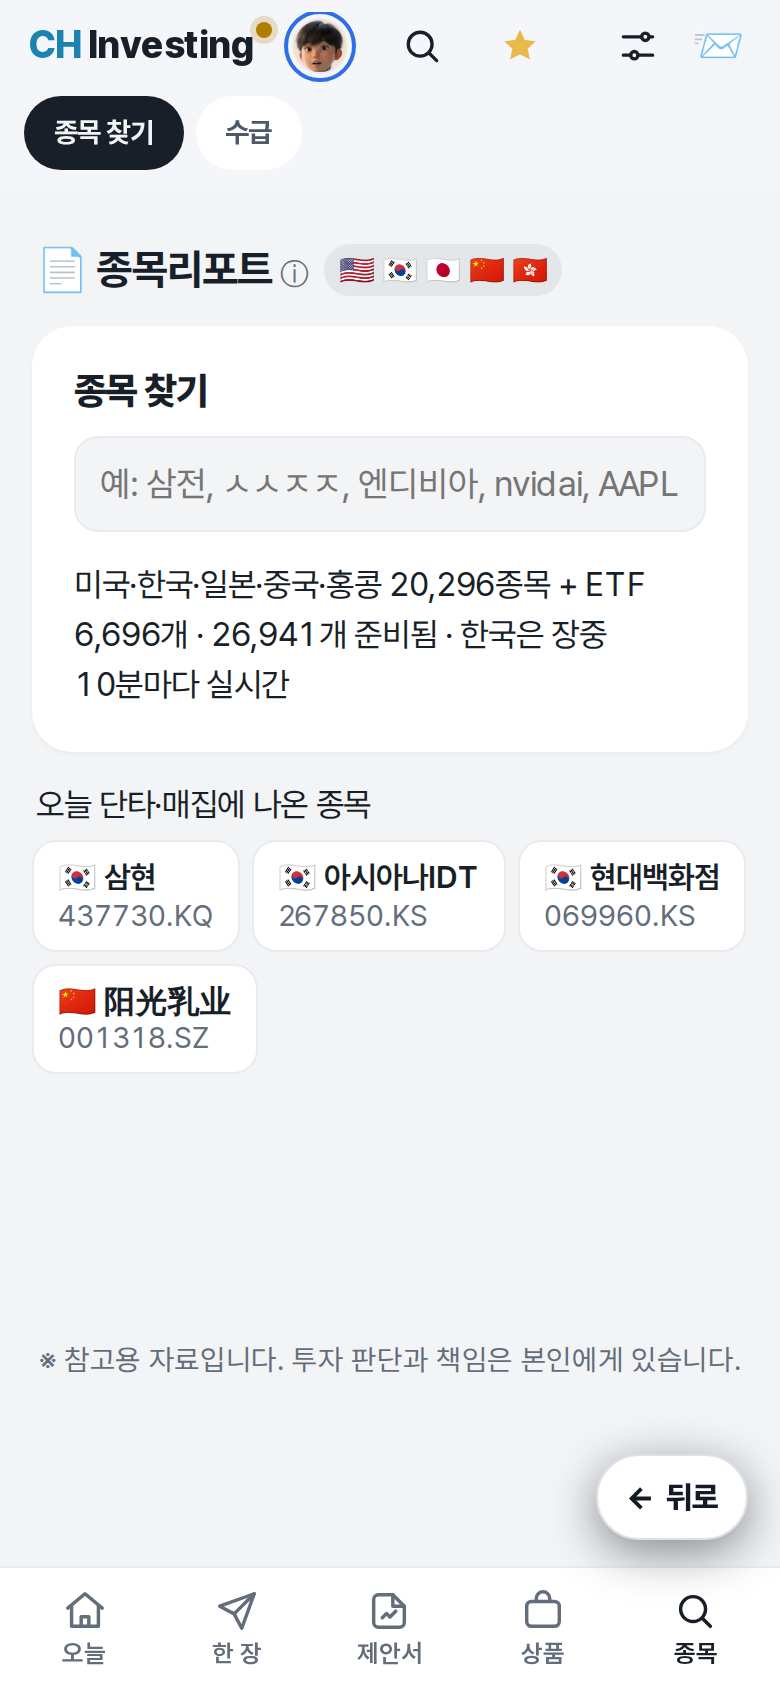 CH Investing
종목 찾기
수급
종목리포트
종목 찾기
예: 삼전, ㅅㅅㅈㅈ, 엔디비아, nvidai, AAPL
미국·한국·일본·중국·홍콩 20,296종목 + ETF
6,696개 · 26,941개 준비됨 · 한국은 장중
10분마다 실시간
오늘 단타·매집에 나온 종목
삼현
437730.KQ
아시아나IDT
267850.KS
현대백화점
069960.KS
阳光乳业
001318.SZ
※ 참고용 자료입니다. 투자 판단과 책임은 본인에게 있습니다.
← 뒤로
오늘
한 장
제안서
상품
종목